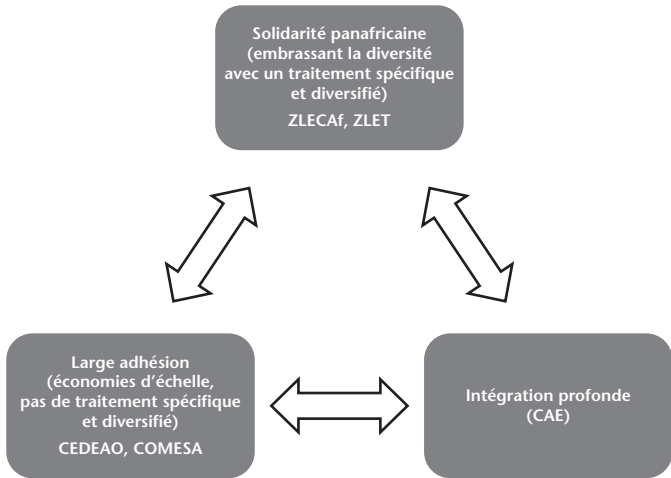 Solidarité panafricaine
(embrassant la diversité
avec un traitement spécifique
et diversifié)
ZLECAf, ZLET
Large adhésion
(économies d'échelle,
pas de traitement spécifique
et diversifié)
CEDEAO, COMESA
Intégration profonde
(CAE)